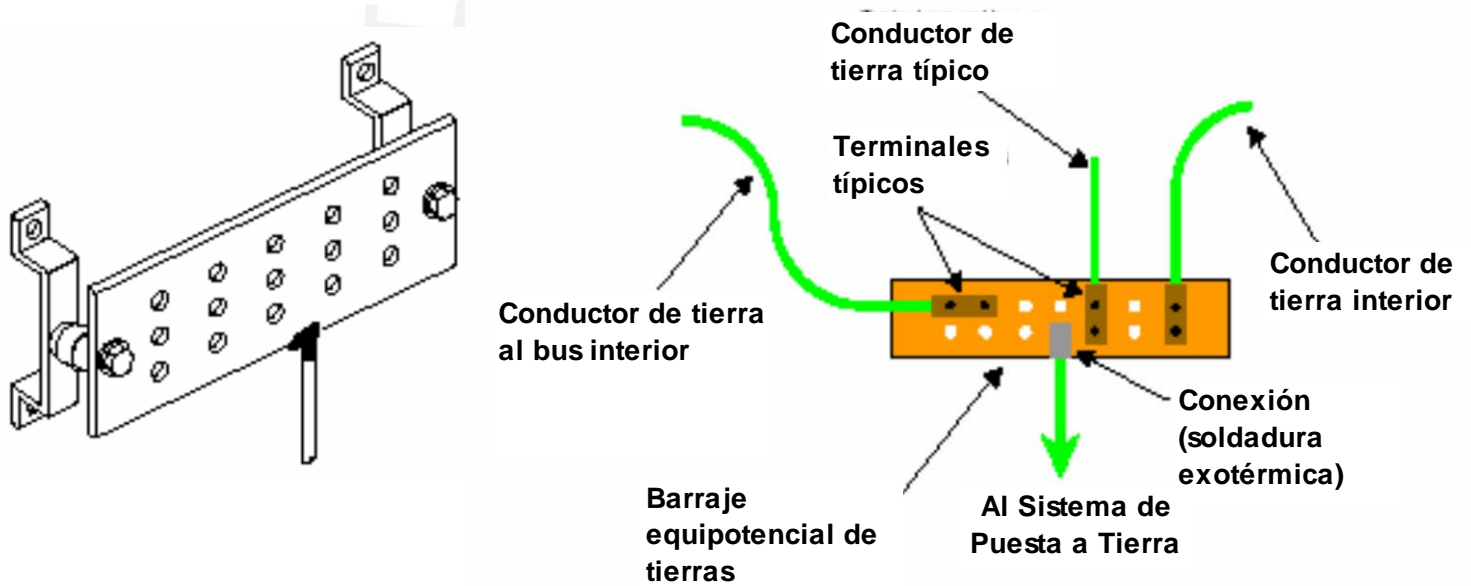 Conductor de
tierra típico
Terminales
típicos
Conductor de tierra
al bus interior
Conductor de
tierra interior
Conexión
(soldadura
exotérmica)
Barraje
equipotencial de
tierras
Al Sistema de
Puesta a Tierra